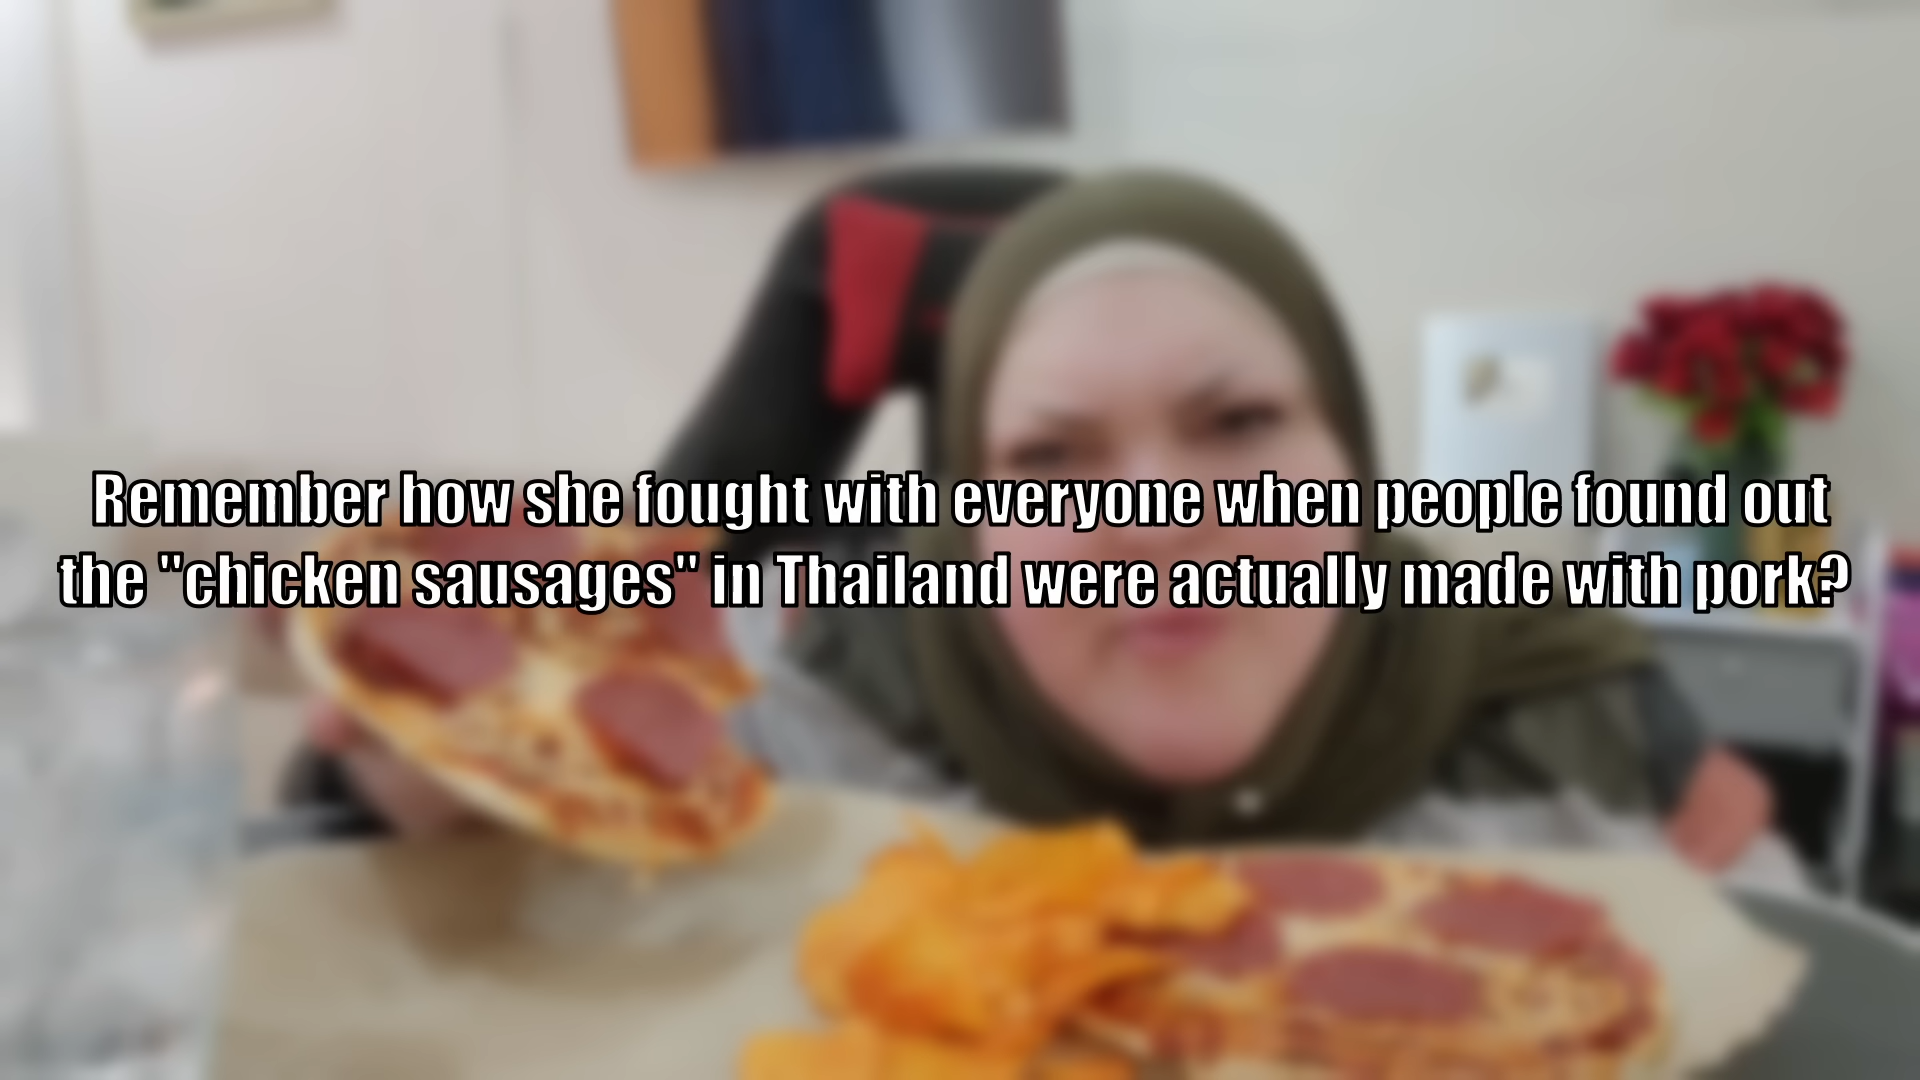 Remember how she fought with everyone when people found out
the "chicken sausages" in Thailand were actually made with pork?